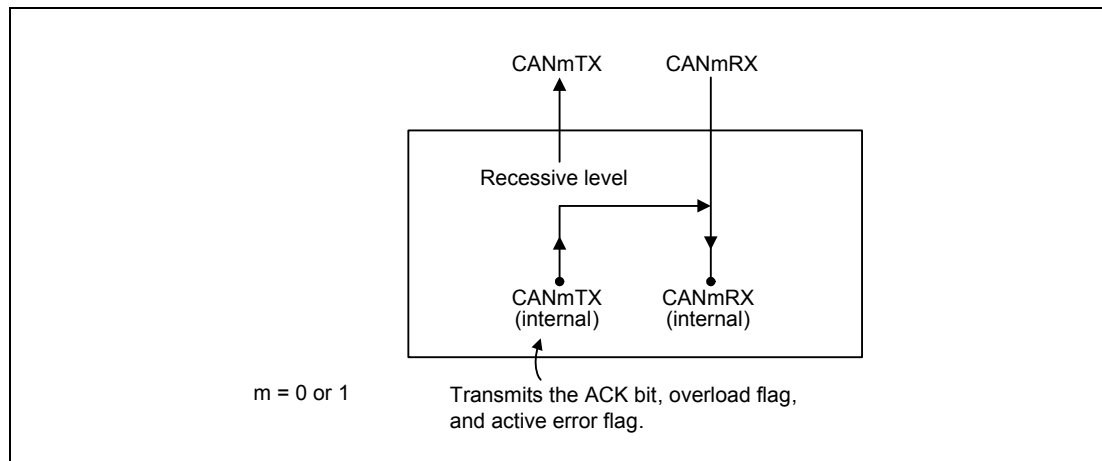 CANmTX CANmRX
Recessive level
CANmTX CANmRX
(internal) (internal)
m = 0 or 1
Transmits the ACK bit, overload flag,
and active error flag.